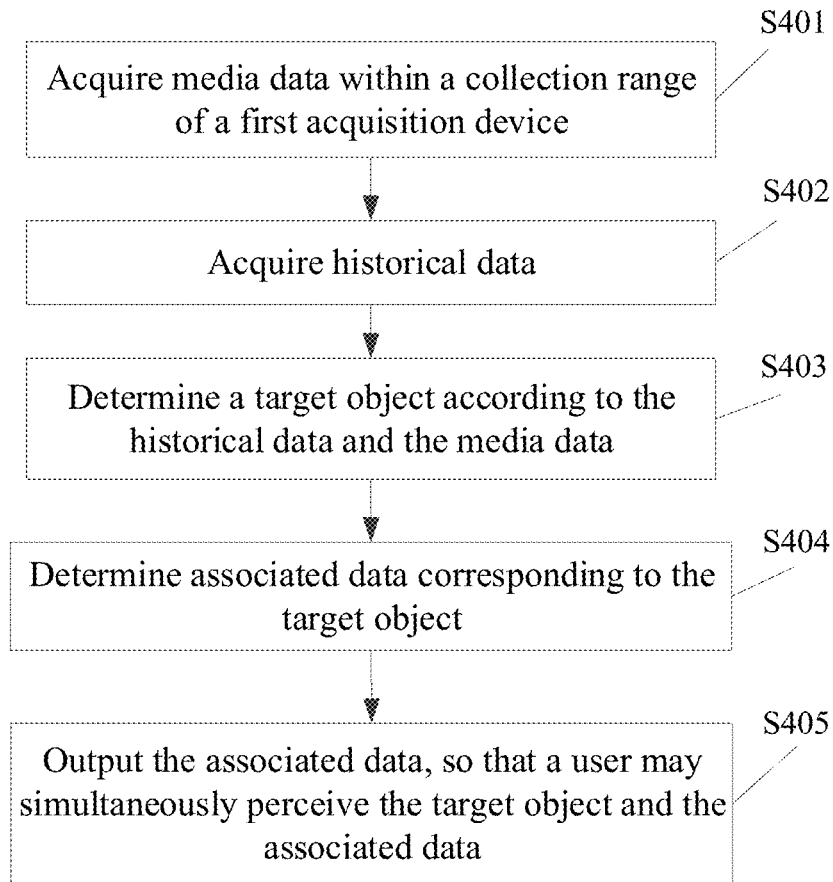 S401
Acquire media data within a collection range
of a first acquisition device
S402
Acquire historical data
S403
Determine a target object according to the
historical data and the media data
S404
Determine associated data corresponding to the
target object
S405
Output the associated data, so that a user may
simultaneously perceive the target object and the
associated data